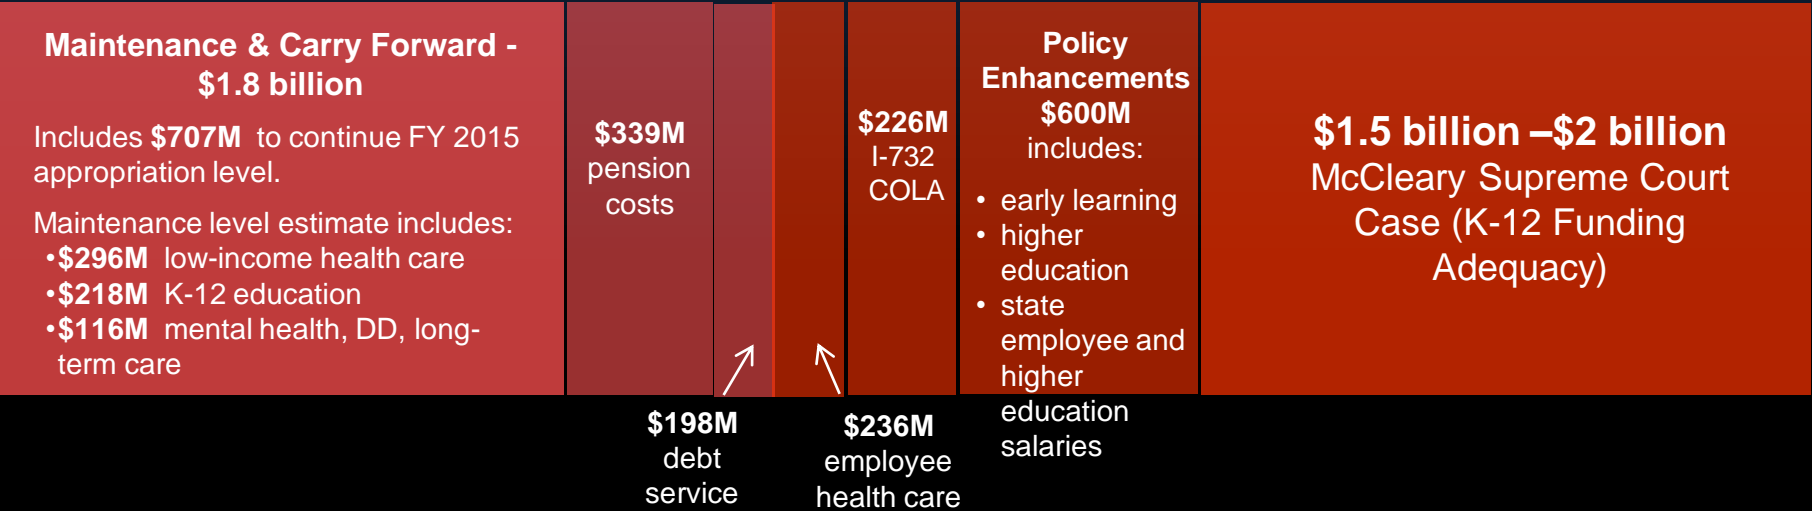 Maintenance & Carry Forward -
$1.8 billion
Includes $707M to continue FY 2015
appropriation level.
Maintenance level estimate includes:
•$296M low-income health care
•$218M K-12 education
•$116M mental health, DD, long-
term care
$339M
pension
costs
$198M
debt
service
$236M
employee
health care
$226M
I-732
COLA
Policy
Enhancements
$600M
includes:
• early learning
• higher
education
• state
employee and
higher
education
salaries
$1.5 billion –$2 billion
McCleary Supreme Court
Case (K-12 Funding
Adequacy)